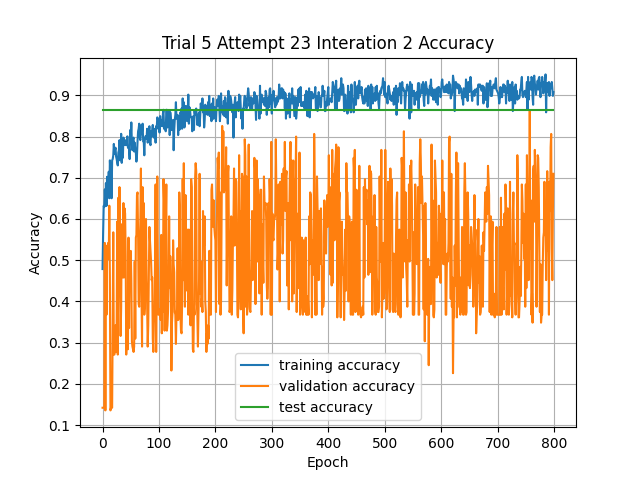 Trial 5 Attempt 23 Interation 2 Accuracy
Accuracy
0.9
0.8
0.7
0.6
0.5
0.4
0.3
0.2
0.1
training accuracy
validation accuracy
test accuracy
0 100 200 300 400 500 600 700 800
Epoch